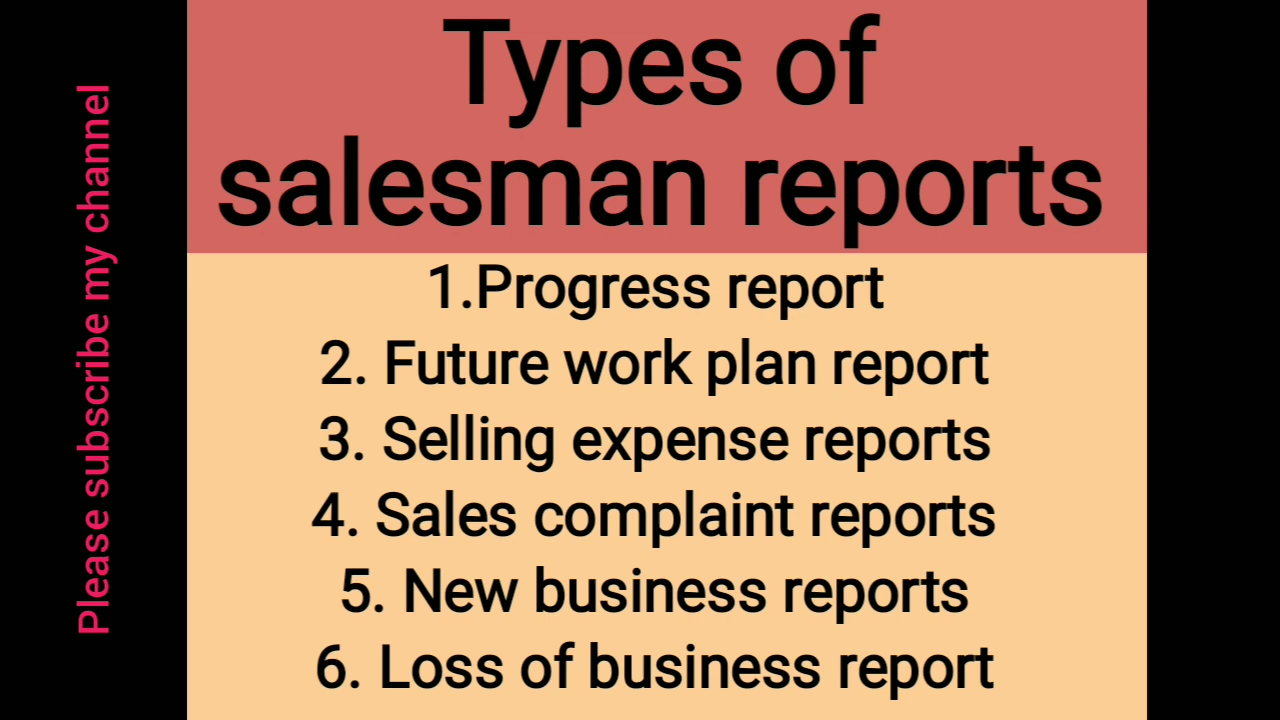 Types of
salesman reports
1.Progress report
2. Future work plan report
3. Selling expense reports
4. Sales complaint reports
5. New business reports
6. Loss of business report
Please subscribe my channel